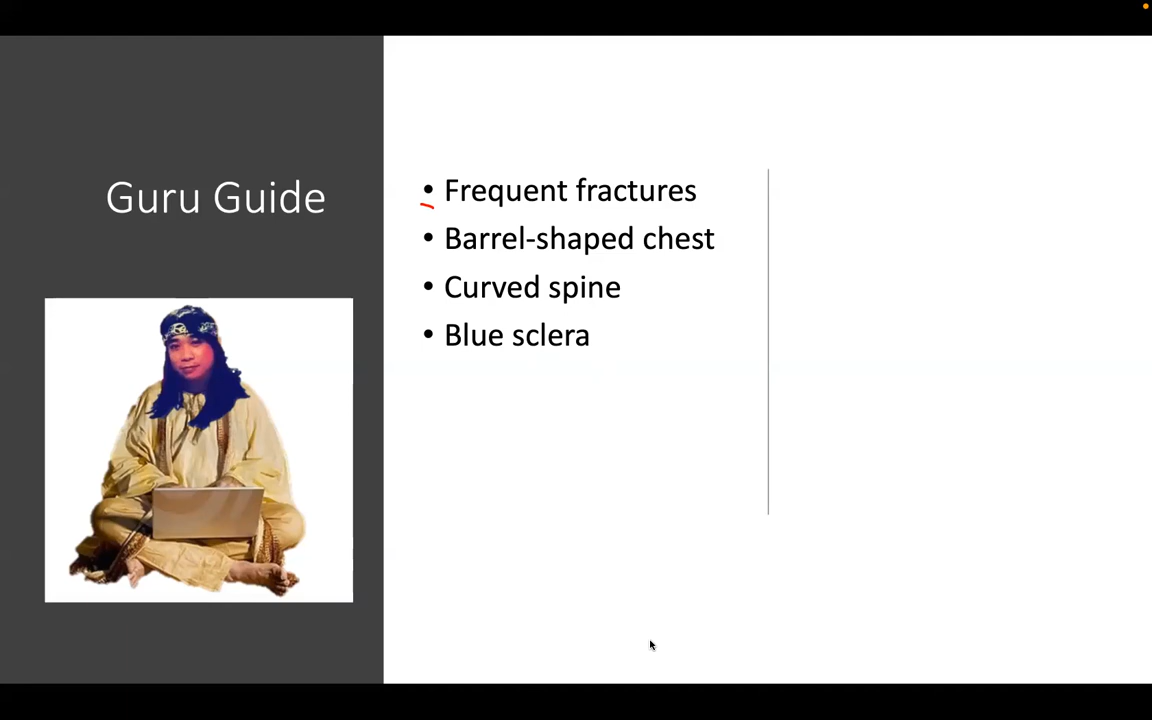 Guru Guide
• Frequent fractures
• Barrel-shaped chest
• Curved spine
• Blue sclera